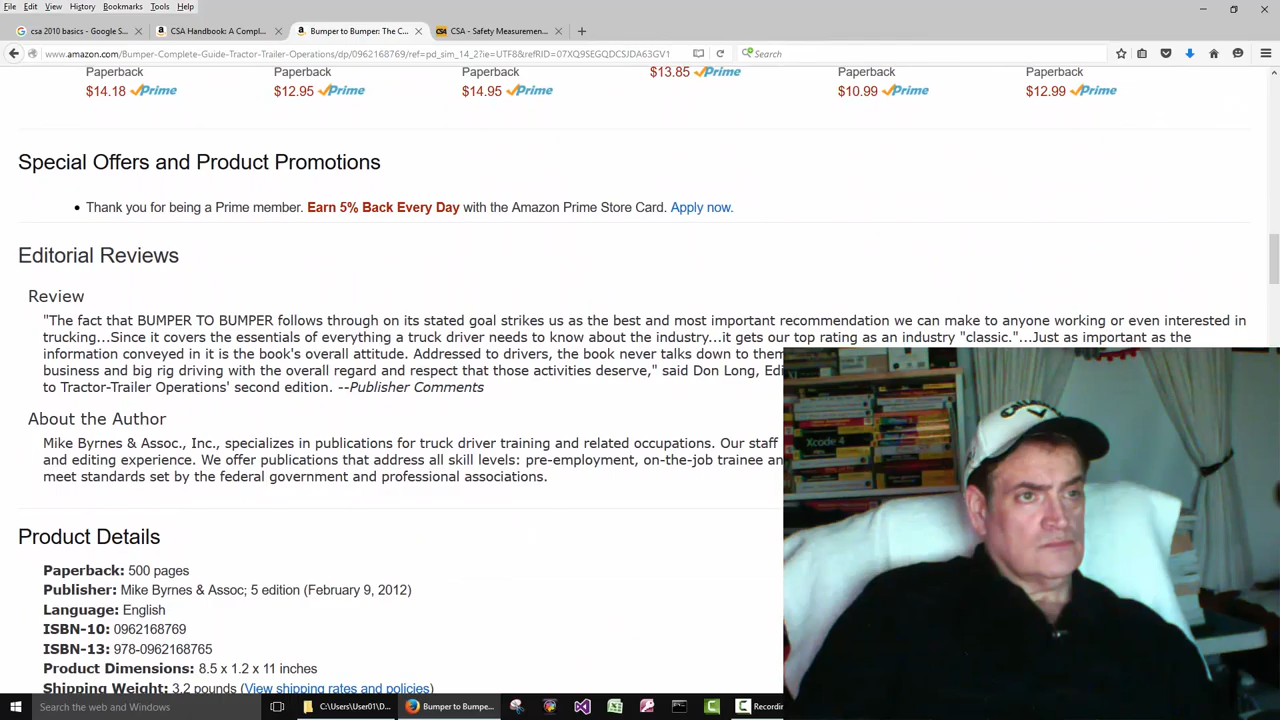 File Edit View History Bookmarks Tools Help
csa 2010 basics - Google S... CSA Handbook: A Compl... Bumper to Bumper: The C... CSA - Safety Measuremen...
www.amazon.com/Bumper-Complete-Guide-Tractor-Trailer-Operations/dp/0962168769/ref=pd_sim_14_2?ie=UTF8&refRID=07XQ9SEGQDCSJDA63GV1 Search
Paperback Paperback Paperback $13.85 Prime Paperback Paperback
$14.18 Prime $12.95 Prime $14.95 Prime $10.99 Prime $12.99 Prime
Special Offers and Product Promotions
Thank you for being a Prime member. Earn 5% Back Every Day with the Amazon Prime Store Card. Apply now.
Editorial Reviews
Review
"The fact that BUMPER TO BUMPER follows through on its stated goal strikes us as the best and most important recommendation we can make to anyone working or even interested in
trucking...Since it covers the essentials of everything a truck driver needs to know about the industry...it gets our top rating as an industry "classic."...Just as important as the
information conveyed in it is the book's overall attitude. Addressed to drivers, the book never talks down to them
business and big rig driving with the overall regard and respect that those activities deserve," said Don Long, Edi
to Tractor-Trailer Operations' second edition. --Publisher Comments
About the Author
Mike Byrnes & Assoc., Inc., specializes in publications for truck driver training and related occupations. Our staff
and editing experience. We offer publications that address all skill levels: pre-employment, on-the-job trainee an
meet standards set by the federal government and professional associations.
Xcode 4
Product Details
Paperback: 500 pages
Publisher: Mike Byrnes & Assoc; 5 edition (February 9, 2012)
Language: English
ISBN-10: 0962168769
ISBN-13: 978-0962168765
Product Dimensions: 8.5 x 1.2 x 11 inches
Shipping Weight: 3.2 pounds (View shipping rates and policies)
Search the web and Windows C:\Users\User01\D... Bumper to Bumpe... Recordin